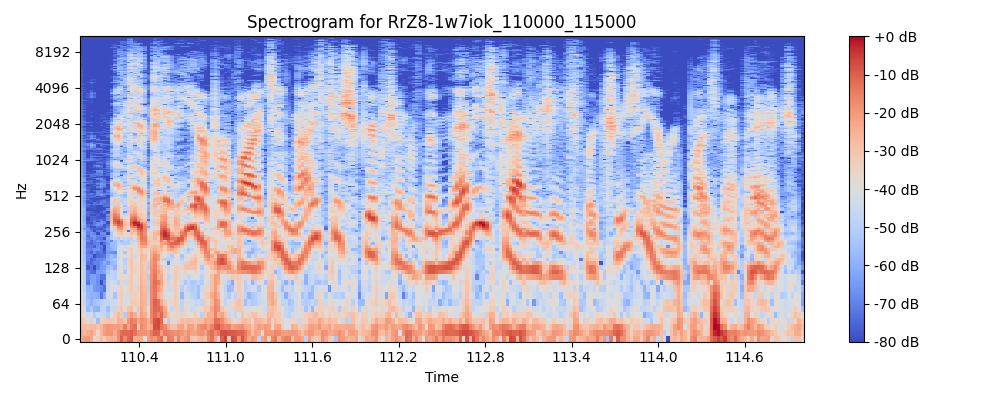 Spectrogram for RrZ8-1w7iok_110000_115000
8192
4096
2048
1024
512
256
128
64
0
Hz
110.4 111.0 111.6 112.2 112.8 113.4 114.0 114.6
Time
+0 dB
-10 dB
-20 dB
-30 dB
-40 dB
-50 dB
-60 dB
-70 dB
-80 dB